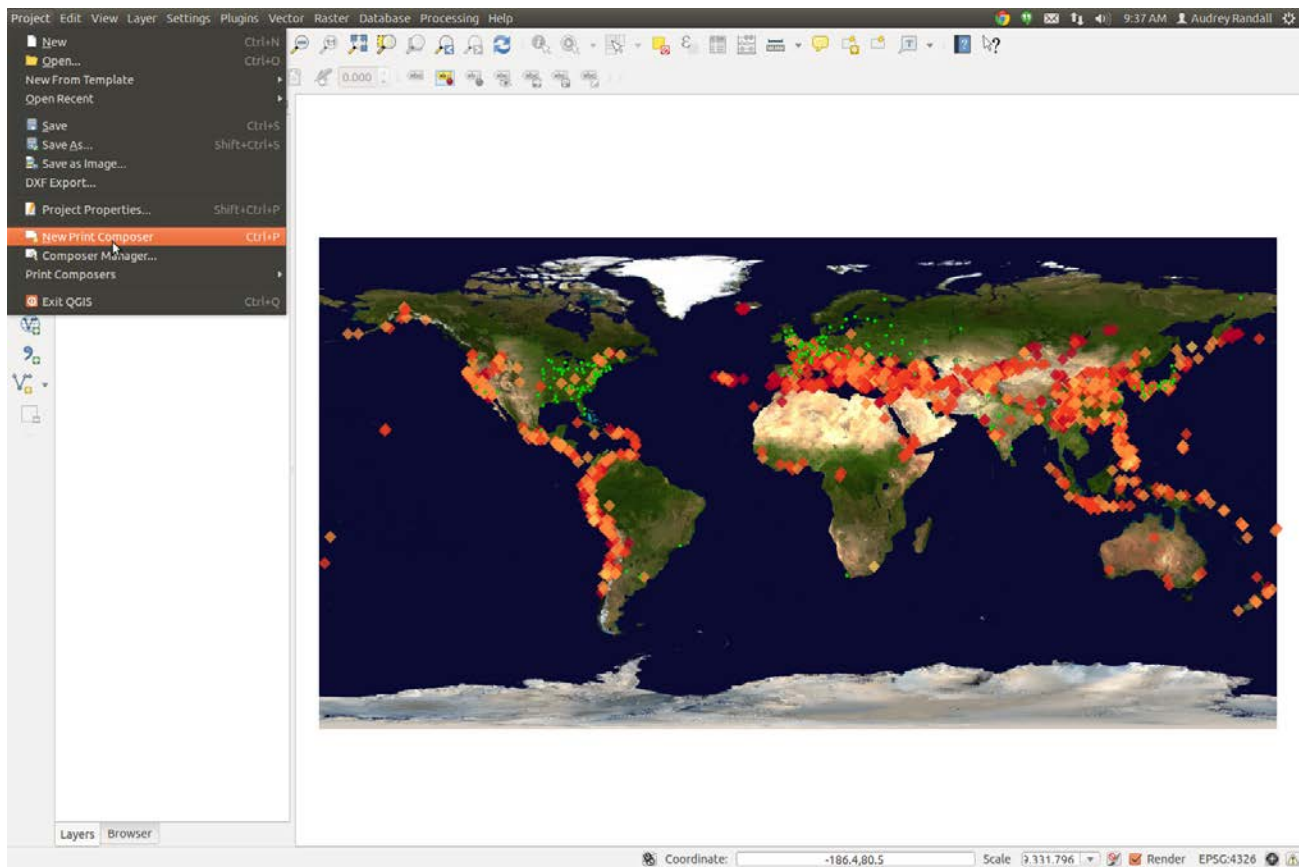 Project Edit View Layer Settings Plugins Vector Raster Database Processing Help 9:37 AM Audrey Randall
New Ctrl+N
Open... Ctrl+O
New From Template
Open Recent
Save Ctrl+S
Save As... Shift+Ctrl+S
Save as Image...
DXF Export...
Project Properties... Shift+Ctrl+P
New Print Composer Ctrl+P
Composer Manager...
Print Composers
Exit QGIS Ctrl+Q
0.000
Layers Browser
Coordinate: -186.4,80.5 Scale 9.331.796 Render EPSG:4326